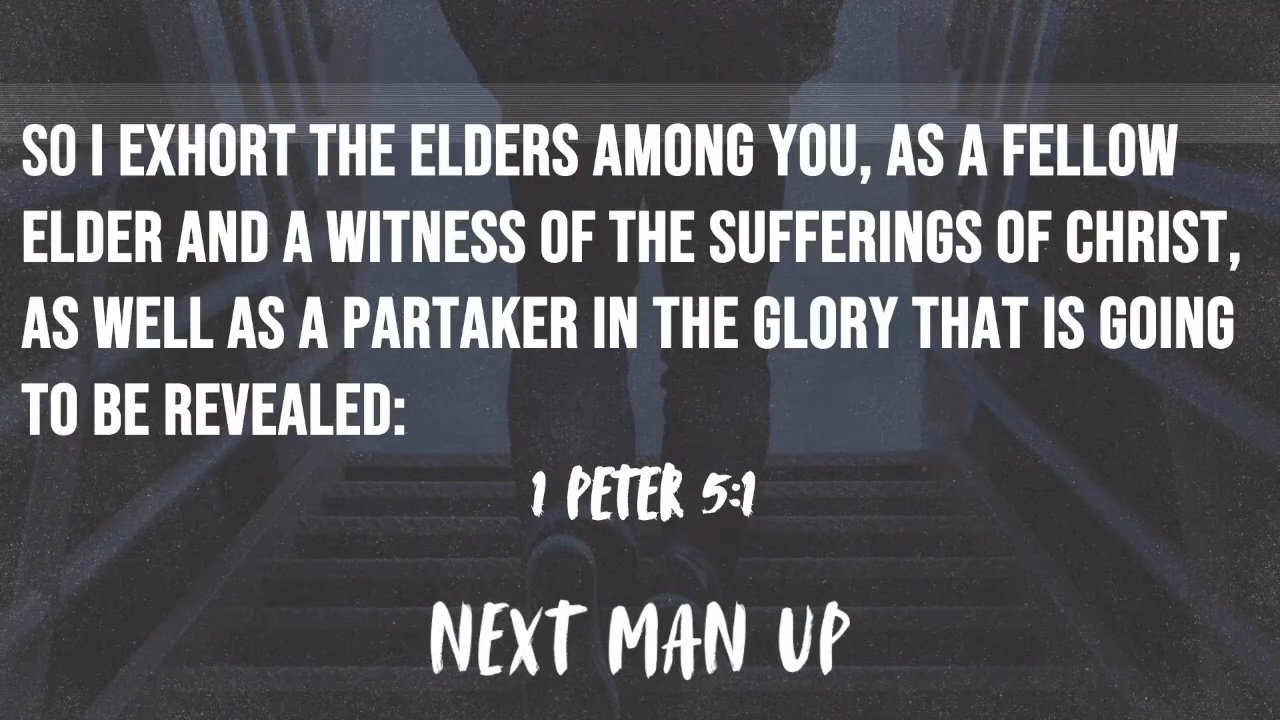 SO I EXHORT THE ELDERS AMONG YOU, AS A FELLOW
ELDER AND A WITNESS OF THE SUFFERINGS OF CHRIST,
AS WELL AS A PARTAKER IN THE GLORY THAT IS GOING
TO BE REVEALED:
1 PETER 5:1
NEXT MAN UP